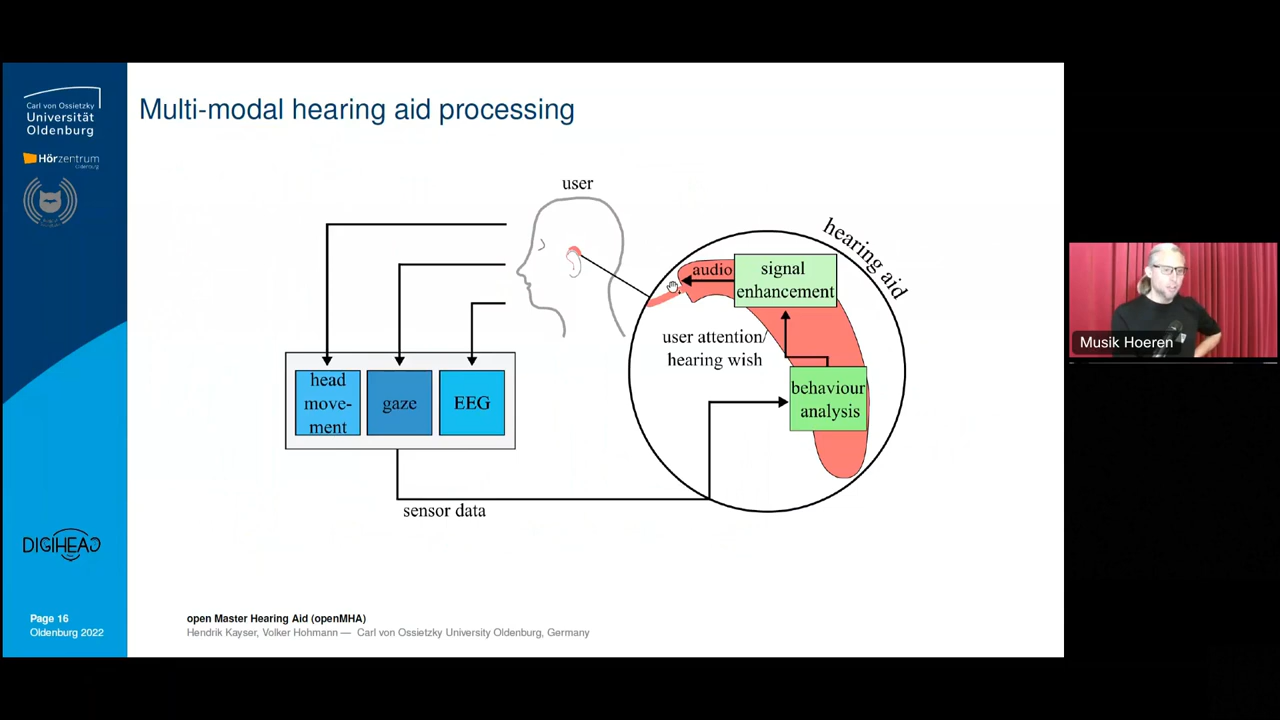 Carl von Ossietzky
Universität
Oldenburg
Hörzentrum
Oldenburg
DIGIHEAD
Page 16
Oldenburg 2022
Multi-modal hearing aid processing
user
hearing aid
audio
signal
enhancement
user attention/
hearing wish
behaviour
analysis
head
move-
ment
gaze
EEG
sensor data
open Master Hearing Aid (openMHA)
Hendrik Kayser, Volker Hohmann — Carl von Ossietzky University Oldenburg, Germany
Musik Hoeren